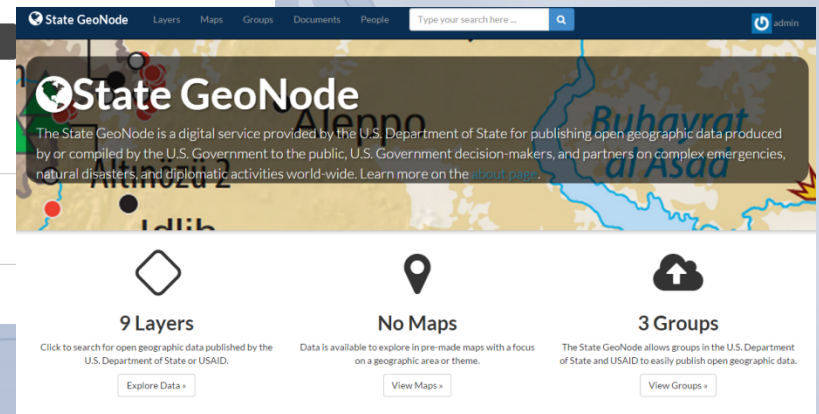 State GeoNode Layers Maps Groups Documents People Type your search here ... admin
State GeoNode
Aleppo
Buhayrat
al Asad
The State GeoNode is a digital service provided by the U.S. Department of State for publishing open geographic data produced
by or compiled by the U.S. Government to the public, U.S. Government decision-makers, and partners on complex emergencies,
natural disasters, and diplomatic activities world-wide. Learn more on the about page.
Altinözü 2
Idlib
9 Layers
Click to search for open geographic data published by the
U.S. Department of State or USAID.
Explore Data »
No Maps
Data is available to explore in pre-made maps with a focus
on a geographic area or theme.
View Maps »
3 Groups
The State GeoNode allows groups in the U.S. Department
of State and USAID to easily publish open geographic data.
View Groups »